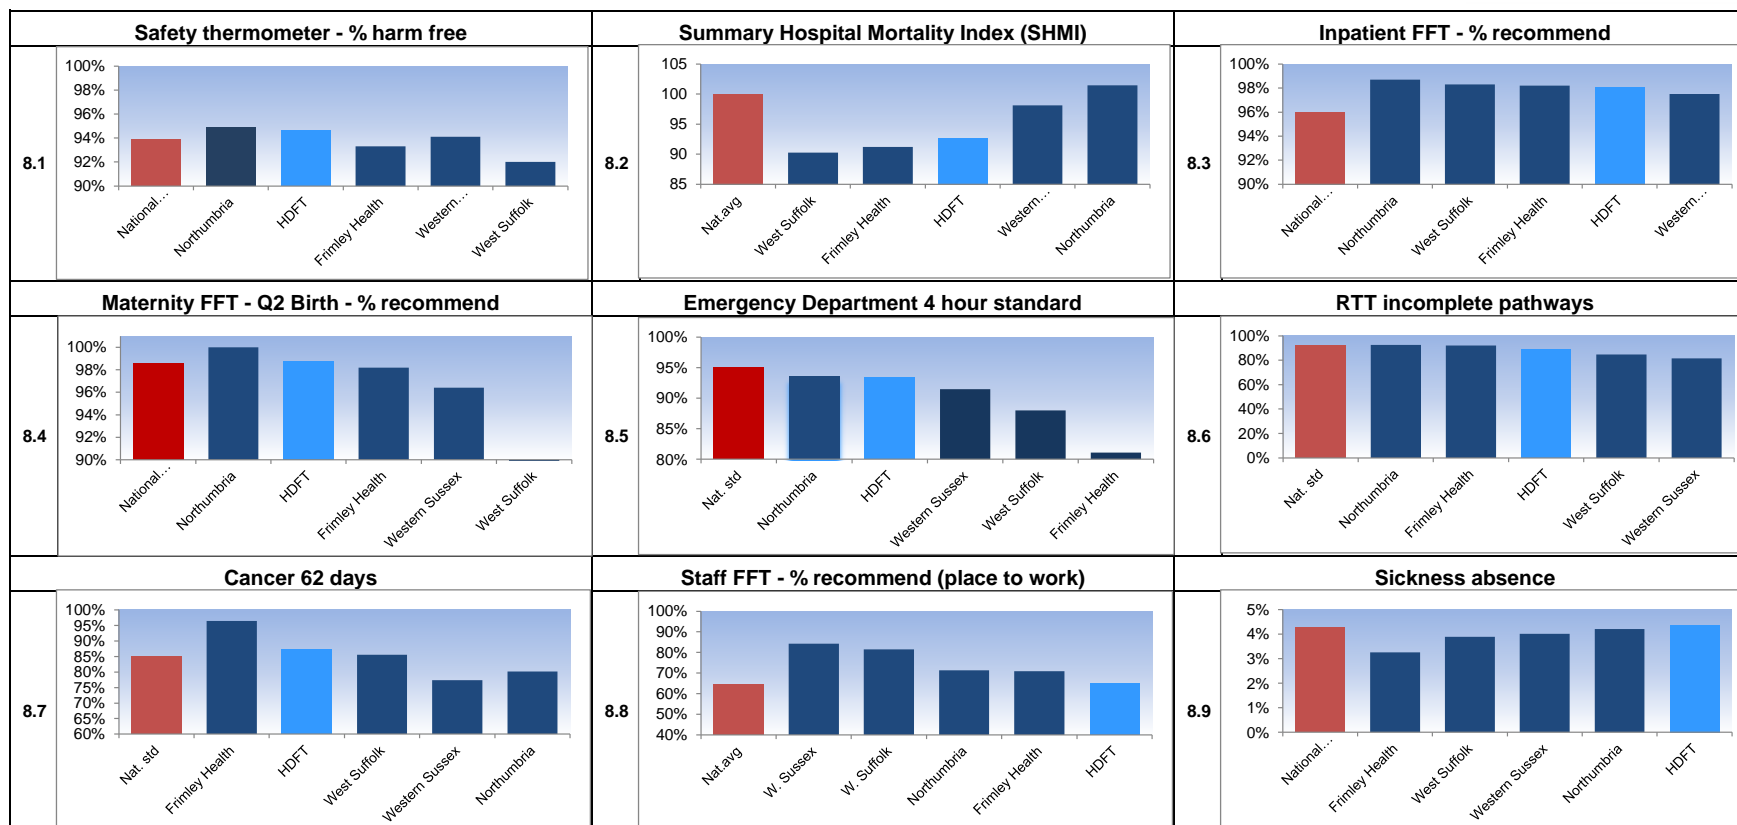 Safety thermometer - % harm free
8.1
100%
98%
96%
94%
92%
90%
National...
Northumbria
HDFT
Frimley Health
Western...
West Suffolk
Summary Hospital Mortality Index (SHMI)
8.2
105
100
95
90
85
Nat.avg
West Suffolk
Frimley Health
HDFT
Western...
Northumbria
Inpatient FFT - % recommend
8.3
100%
98%
96%
94%
92%
90%
National...
Northumbria
West Suffolk
Frimley Health
HDFT
Western...
Maternity FFT - Q2 Birth - % recommend
8.4
100%
98%
96%
94%
92%
90%
National...
Northumbria
HDFT
Frimley Health
Western Sussex
West Suffolk
Emergency Department 4 hour standard
8.5
100%
95%
90%
85%
80%
Nat. std
Northumbria
HDFT
Western Sussex
West Suffolk
Frimley Health
RTT incomplete pathways
8.6
100%
80%
60%
40%
20%
0%
Nat. std
Northumbria
Frimley Health
HDFT
West Suffolk
Western Sussex
Cancer 62 days
8.7
100%
95%
90%
85%
80%
75%
70%
65%
60%
Nat. std
Frimley Health
HDFT
West Suffolk
Western Sussex
Northumbria
Staff FFT - % recommend (place to work)
8.8
100%
90%
80%
70%
60%
50%
40%
Nat.avg
W. Sussex
W. Suffolk
Northumbria
Frimley Health
HDFT
Sickness absence
8.9
5%
4%
3%
2%
1%
0%
National...
Frimley Health
West Suffolk
Western Sussex
Northumbria
HDFT